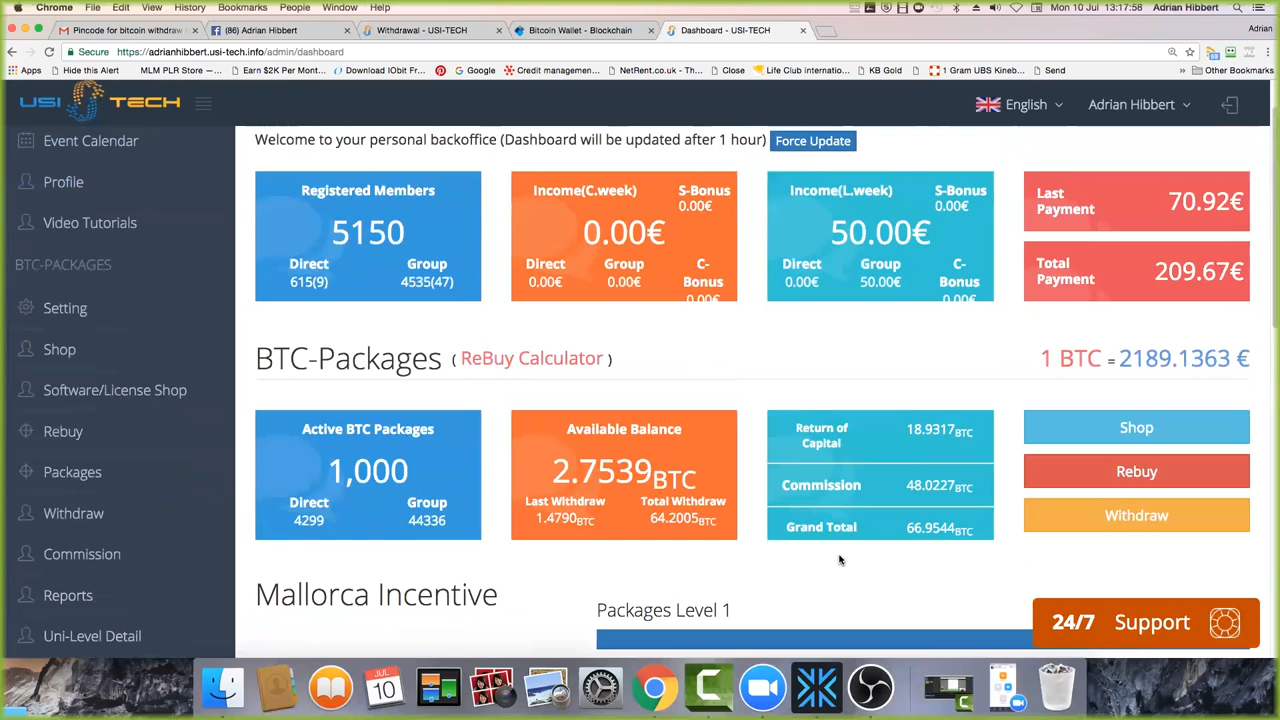 Chrome File Edit View History Bookmarks People Window Help Mon 10 Jul 13:17:58 Adrian Hibbert
Pincode for bitcoin withdraw (86) Adrian Hibbert Withdrawal - USI-TECH Bitcoin Wallet - Blockchain Dashboard - USI-TECH Adrian
Secure https://adrianhibbert.usi-tech.info/admin/dashboard
Apps Hide this Alert MLM PLR Store —... Earn $2K Per Mont... Download IObit Fr... Google Credit managemen... NetRent.co.uk - Th... Close Life Club internatio... KB Gold 1 Gram UBS Kineb... Send » Other Bookmarks
USI TECH English Adrian Hibbert
Event Calendar
Profile
Video Tutorials
BTC-PACKAGES
Setting
Shop
Software/License Shop
Rebuy
Packages
Withdraw
Commission
Reports
Uni-Level Detail
Welcome to your personal backoffice (Dashboard will be updated after 1 hour) Force Update
Registered Members
5150
Direct Group
615(9) 4535(47)
Income(C.week) S-Bonus
0.00€
0.00€
Direct Group C-Bonus
0.00€ 0.00€ 0.00€
Income(L.week) S-Bonus
0.00€
50.00€
Direct Group C-Bonus
0.00€ 50.00€ 0.00€
Last Payment 70.92€
Total Payment 209.67€
BTC-Packages ( ReBuy Calculator ) 1 BTC = 2189.1363 €
Active BTC Packages
1,000
Direct Group
4299 44336
Available Balance
2.7539BTC
Last Withdraw Total Withdraw
1.4790BTC 64.2005BTC
Return of Capital 18.9317BTC
Commission 48.0227BTC
Grand Total 66.9544BTC
Shop
Rebuy
Withdraw
Mallorca Incentive
Packages Level 1
24/7 Support
JUL
10